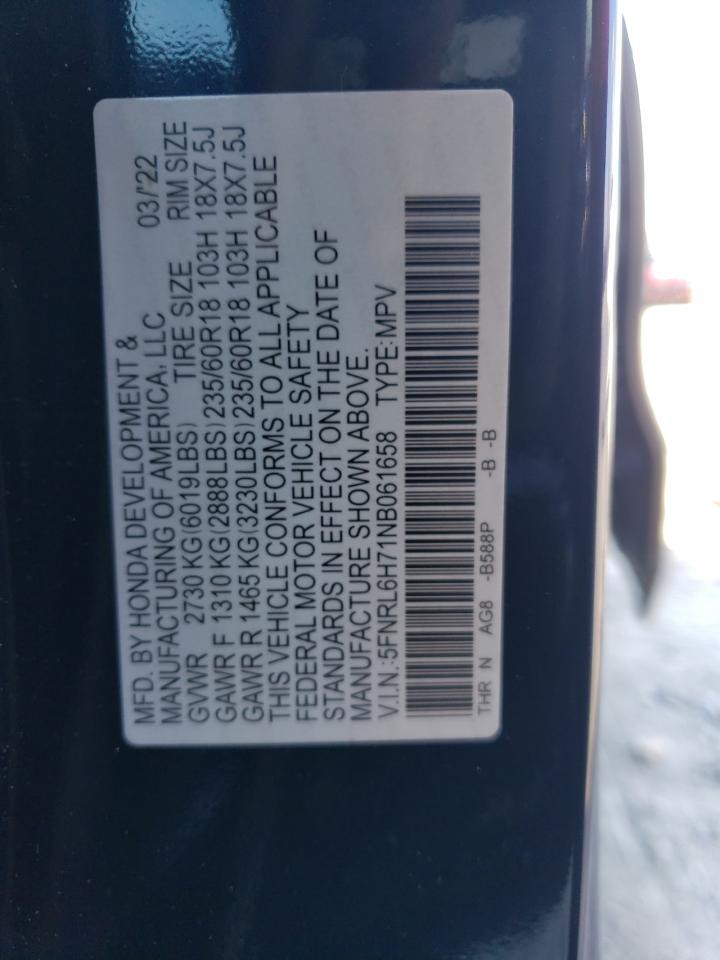 MFD. BY HONDA DEVELOPMENT &
MANUFACTURING OF AMERICA, LLC 03/'22
GVWR 2730 KG(6019LBS) TIRE SIZE RIM SIZE
GAWR F 1310 KG(2888LBS)235/60R18 103H 18X7.5J
GAWR R 1465 KG(3230LBS)235/60R18 103H 18X7.5J
THIS VEHICLE CONFORMS TO ALL APPLICABLE
FEDERAL MOTOR VEHICLE SAFETY
STANDARDS IN EFFECT ON THE DATE OF
MANUFACTURE SHOWN ABOVE.
V.I.N.:5FNRL6H71NB061658 TYPE:MPV
THR N AG8 -B588P -B -B